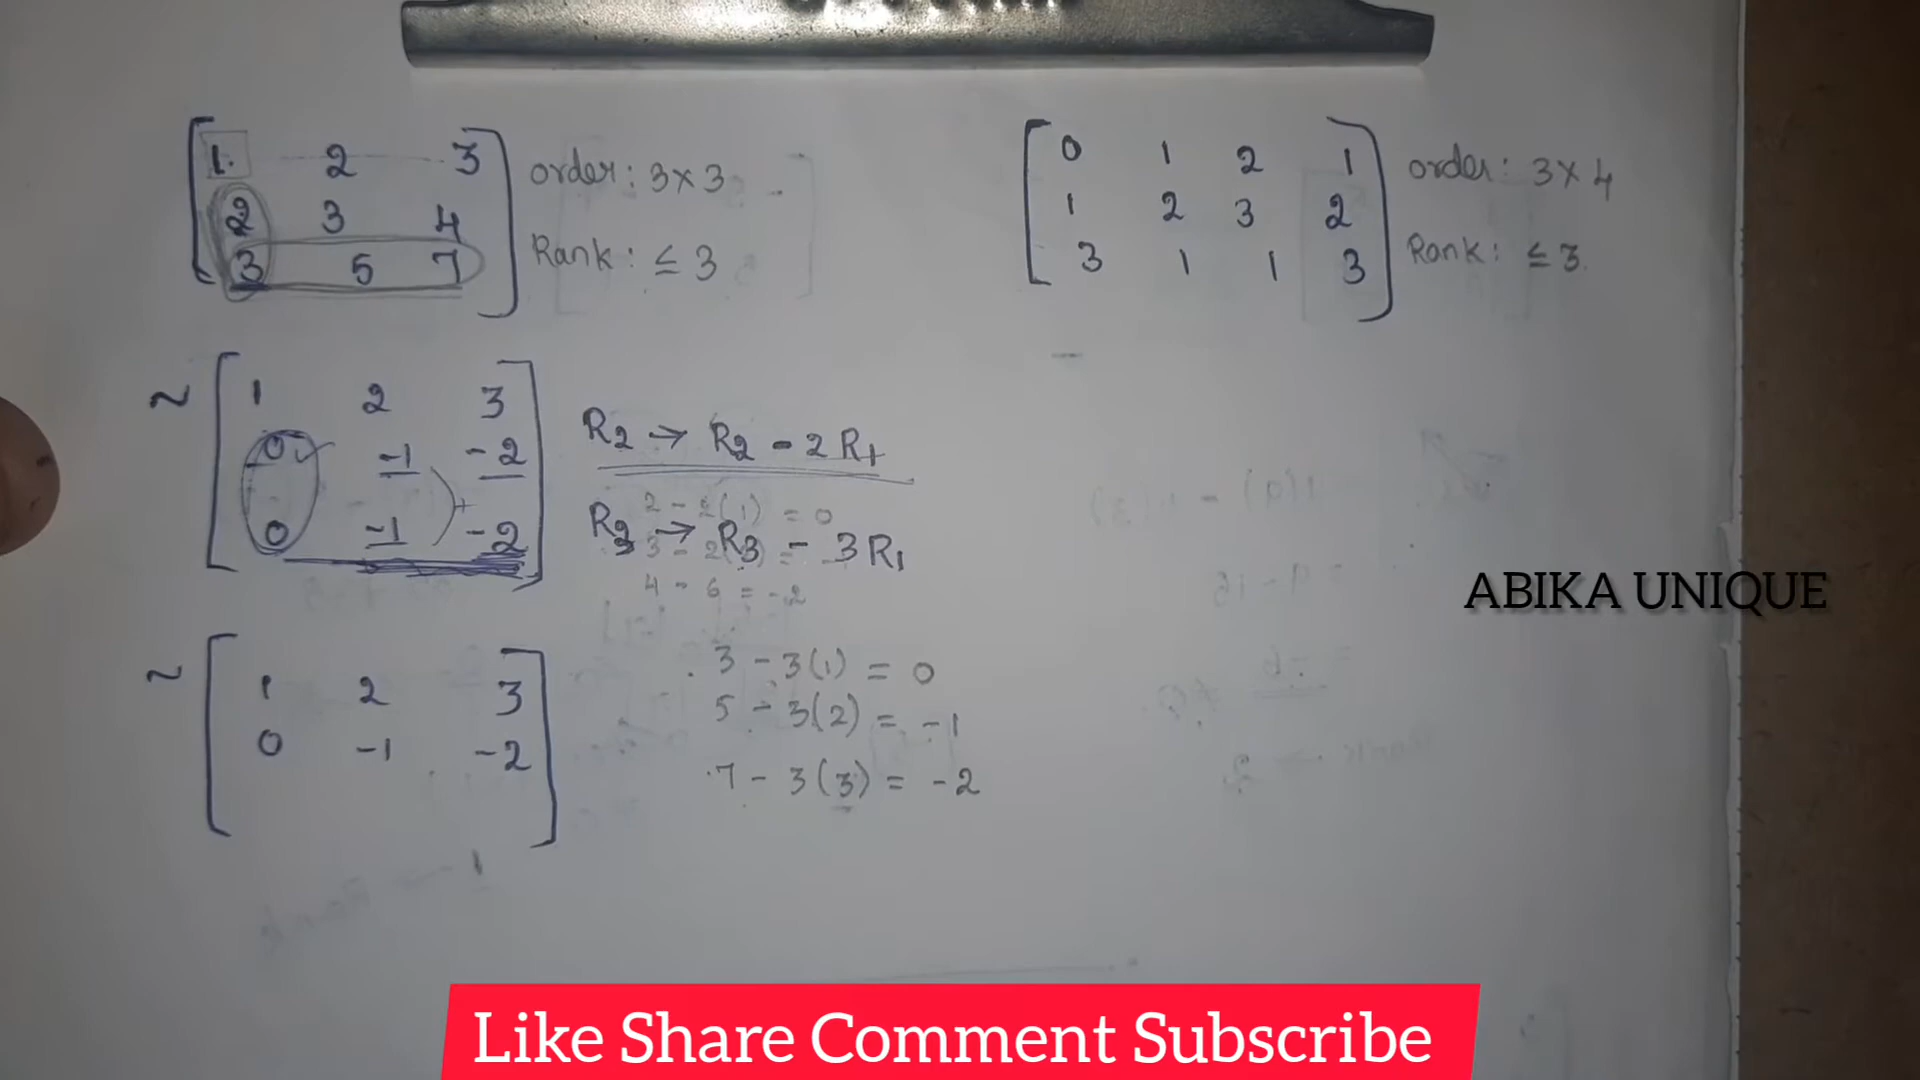 1 2 3
2 3 4
3 5 7
order: 3×3
Rank: ≤ 3
0 1 2 1
1 2 3 2
3 1 1 3
order: 3×4
Rank: ≤ 3
~
1 2 3
0 -1 -2
0 -1 -2
R2 → R2 - 2R1
2 - 2(1) = 0
R3 → R3 - 3R1
4 - 6 = -2
~
1 2 3
0 -1 -2
3 - 3(1) = 0
5 - 3(2) = -1
7 - 3(3) = -2
ABIKA UNIQUE
Like Share Comment Subscribe